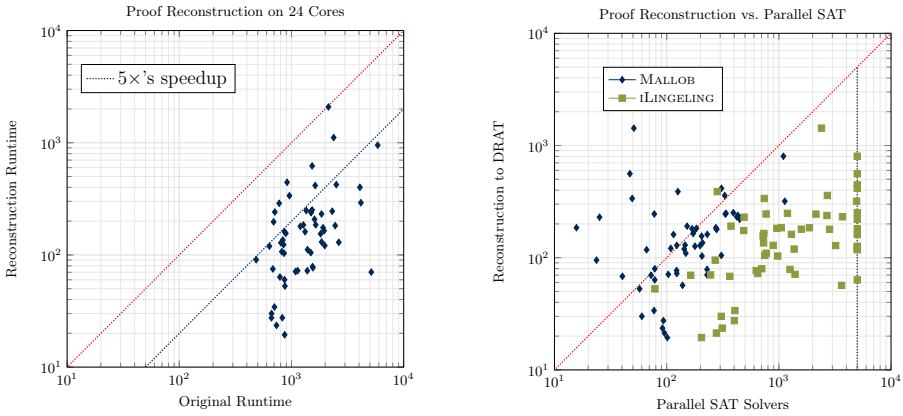 Proof Reconstruction on 24 Cores
10^4
10^3
10^2
10^1
Reconstruction Runtime
5×'s speedup
10^1 10^2 10^3 10^4
Original Runtime
Proof Reconstruction vs. Parallel SAT
10^4
10^3
10^2
10^1
Reconstruction to DRAT
MALLOB
ILINGELING
10^1 10^2 10^3 10^4
Parallel SAT Solvers